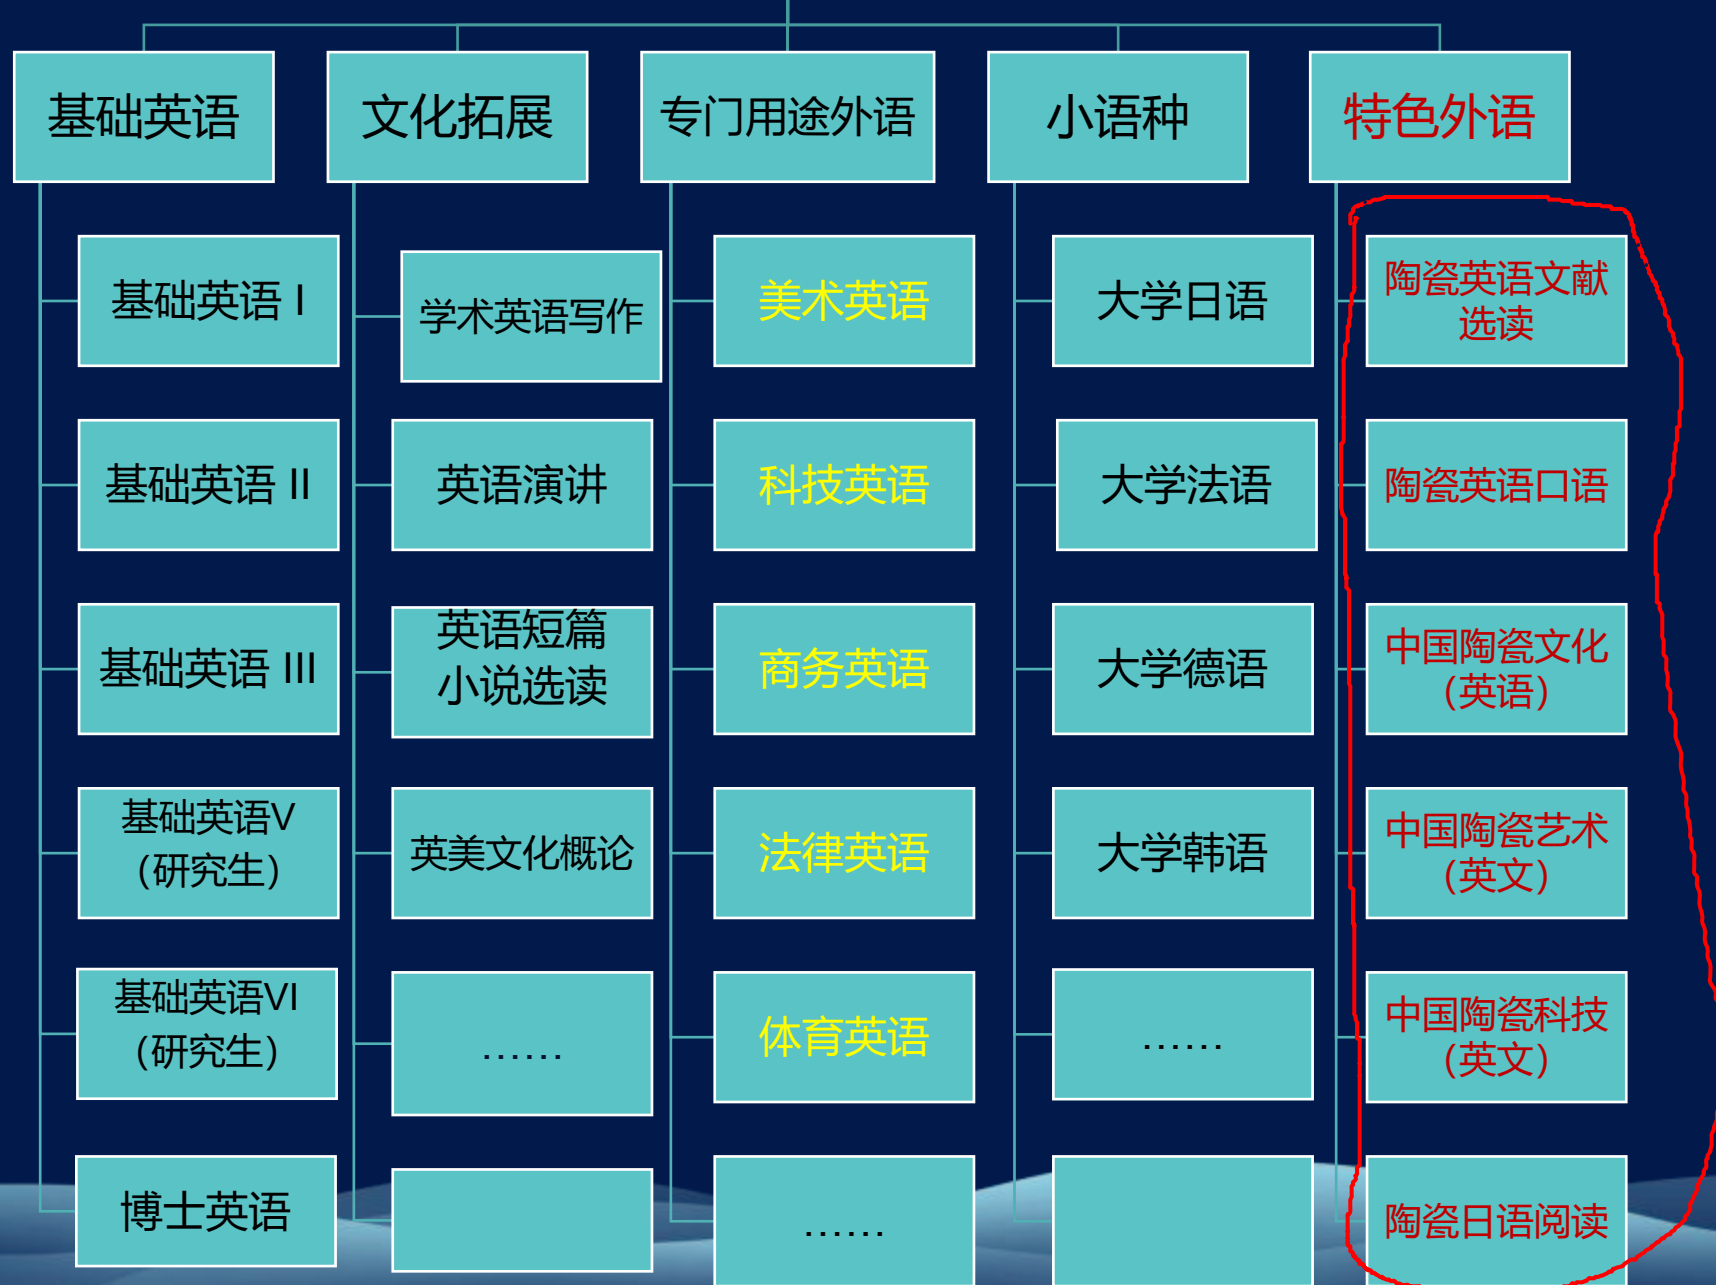 基础英语
文化拓展
专门用途外语
小语种
特色外语
基础英语 I
基础英语 II
基础英语 III
基础英语V
（研究生）
基础英语VI
（研究生）
博士英语
学术英语写作
英语演讲
英语短篇
小说选读
英美文化概论
……
美术英语
科技英语
商务英语
法律英语
体育英语
……
大学日语
大学法语
大学德语
大学韩语
……
陶瓷英语文献
选读
陶瓷英语口语
中国陶瓷文化
（英语）
中国陶瓷艺术
（英文）
中国陶瓷科技
（英文）
陶瓷日语阅读